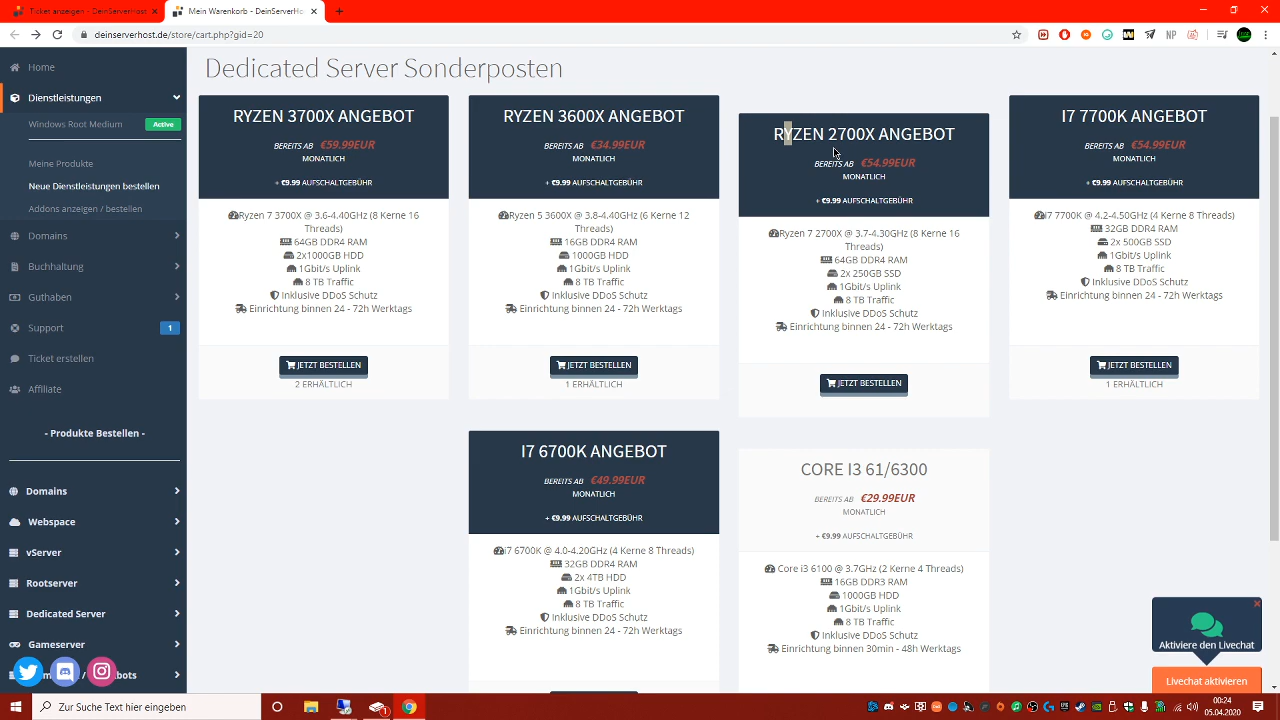 Ticket anzeigen - DeinServerHost
Mein Warenkorb - DeinServerHo
deinserverhost.de/store/cart.php?gid=20
NP
Home
Dienstleistungen
Windows Root Medium
Active
Meine Produkte
Neue Dienstleistungen bestellen
Addons anzeigen / bestellen
Domains
Buchhaltung
Guthaben
Support
1
Ticket erstellen
Affiliate
- Produkte Bestellen -
Domains
Webspace
vServer
Rootserver
Dedicated Server
Gameserver
bots
Dedicated Server Sonderposten
RYZEN 3700X ANGEBOT
BEREITS AB €59.99EUR
MONATLICH
+ €9.99 AUFSCHALTGEBÜHR
Ryzen 7 3700X @ 3.6-4.40GHz (8 Kerne 16
Threads)
64GB DDR4 RAM
2x1000GB HDD
1Gbit/s Uplink
8 TB Traffic
Inklusive DDoS Schutz
Einrichtung binnen 24 - 72h Werktags
JETZT BESTELLEN
2 ERHÄLTLICH
RYZEN 3600X ANGEBOT
BEREITS AB €34.99EUR
MONATLICH
+ €9.99 AUFSCHALTGEBÜHR
Ryzen 5 3600X @ 3.8-4.40GHz (6 Kerne 12
Threads)
16GB DDR4 RAM
1000GB HDD
1Gbit/s Uplink
8 TB Traffic
Inklusive DDoS Schutz
Einrichtung binnen 24 - 72h Werktags
JETZT BESTELLEN
1 ERHÄLTLICH
RYZEN 2700X ANGEBOT
BEREITS AB €54.99EUR
MONATLICH
+ €9.99 AUFSCHALTGEBÜHR
Ryzen 7 2700X @ 3.7-4.30GHz (8 Kerne 16
Threads)
64GB DDR4 RAM
2x 250GB SSD
1Gbit/s Uplink
8 TB Traffic
Inklusive DDoS Schutz
Einrichtung binnen 24 - 72h Werktags
JETZT BESTELLEN
I7 7700K ANGEBOT
BEREITS AB €54.99EUR
MONATLICH
+ €9.99 AUFSCHALTGEBÜHR
I7 7700K @ 4.2-4.50GHz (4 Kerne 8 Threads)
32GB DDR4 RAM
2x 500GB SSD
1Gbit/s Uplink
8 TB Traffic
Inklusive DDoS Schutz
Einrichtung binnen 24 - 72h Werktags
JETZT BESTELLEN
1 ERHÄLTLICH
I7 6700K ANGEBOT
BEREITS AB €49.99EUR
MONATLICH
+ €9.99 AUFSCHALTGEBÜHR
i7 6700K @ 4.0-4.20GHz (4 Kerne 8 Threads)
32GB DDR4 RAM
2x 4TB HDD
1Gbit/s Uplink
8 TB Traffic
Inklusive DDoS Schutz
Einrichtung binnen 24 - 72h Werktags
CORE I3 61/6300
BEREITS AB €29.99EUR
MONATLICH
+ €9.99 AUFSCHALTGEBÜHR
Core i3 6100 @ 3.7GHz (2 Kerne 4 Threads)
16GB DDR3 RAM
1000GB HDD
1Gbit/s Uplink
8 TB Traffic
Inklusive DDoS Schutz
Einrichtung binnen 30min - 48h Werktags
Aktiviere den Livechat
Livechat aktivieren
Zur Suche Text hier eingeben
00:24
05.04.2020